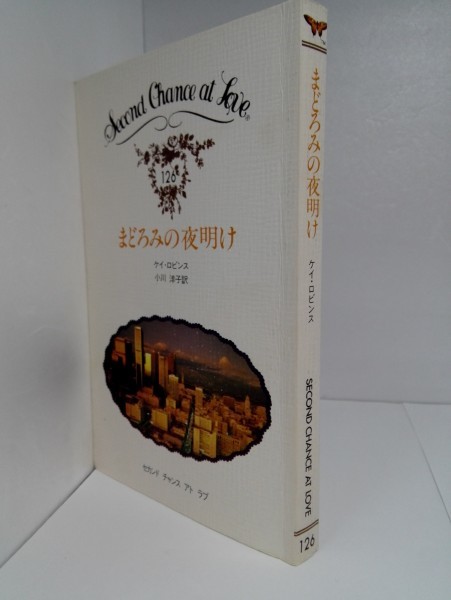 Second Chance at Love
126
まどろみの夜明け
ケイ・ロビンス
小川 洋子訳
セカンド チャンス アト ラブ
まどろみの夜明け
ケイ・ロビンス
SECOND CHANCE AT LOVE
126